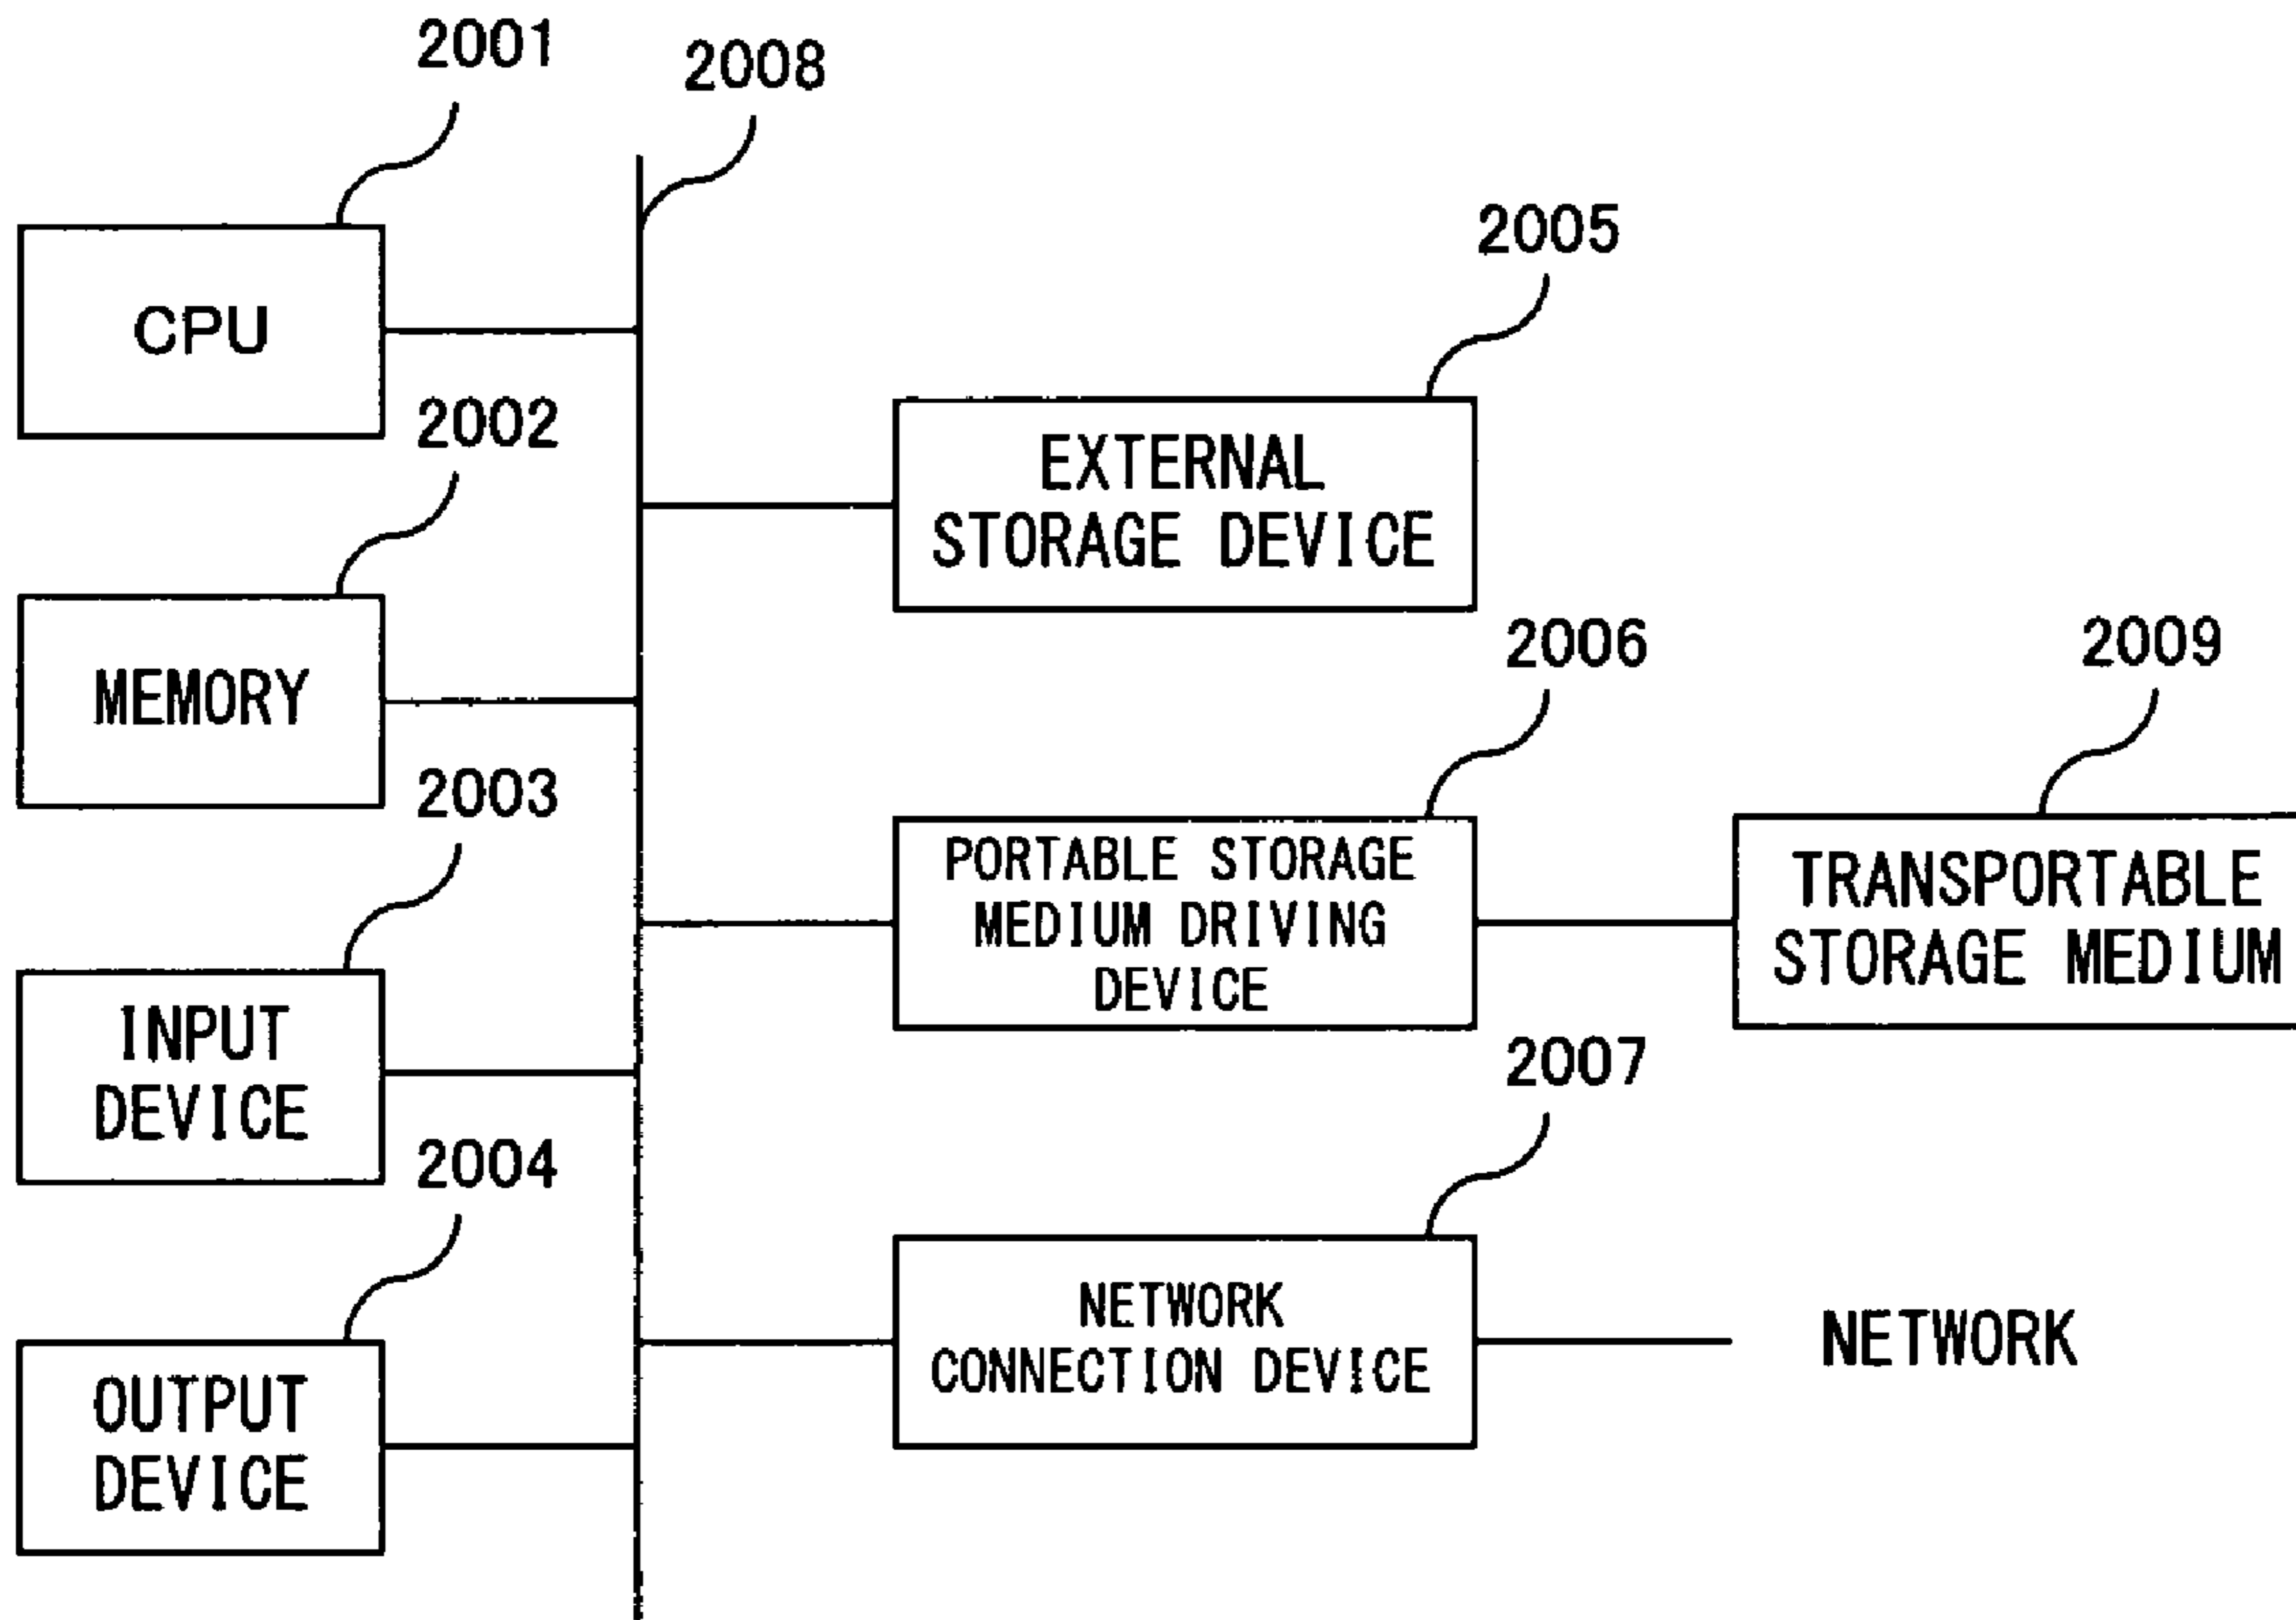 2001
2008
CPU
2005
EXTERNAL
STORAGE DEVICE
2002
MEMORY
2006
PORTABLE STORAGE
MEDIUM DRIVING
DEVICE
2009
TRANSPORTABLE
STORAGE MEDIUM
2003
INPUT
DEVICE
2007
NETWORK
CONNECTION DEVICE
NETWORK
2004
OUTPUT
DEVICE